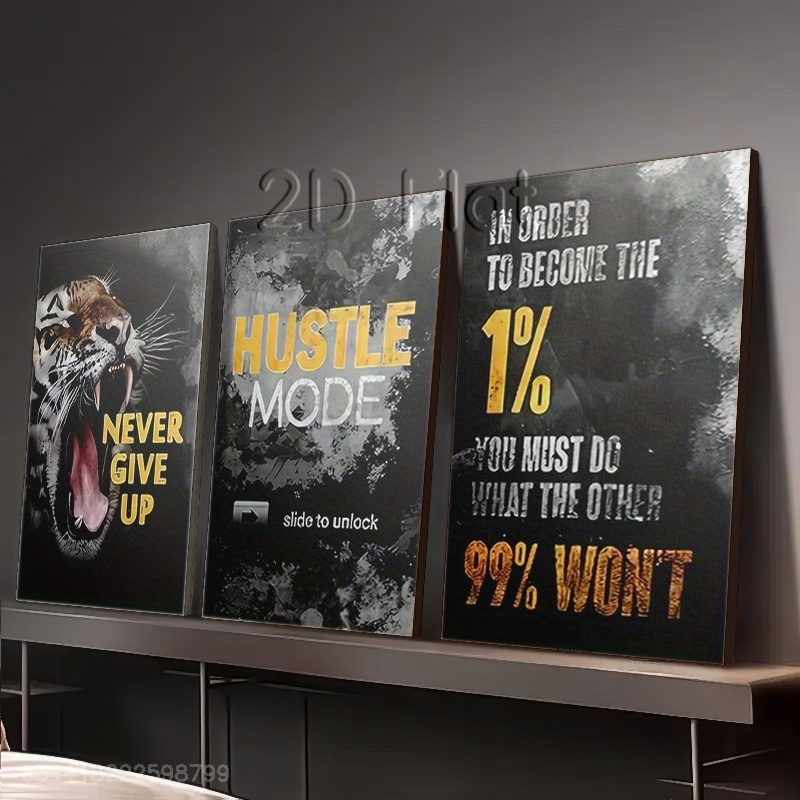 2D Flat
NEVER
GIVE
UP
HUSTLE
MODE
slide to unlock
IN ORDER
TO BECOME THE
1%
YOU MUST DO
WHAT THE OTHER
99% WON'T